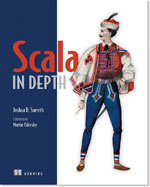 Scala
IN DEPTH
Joshua D. Suereth
Foreword by
Martin Odersky
MANNING